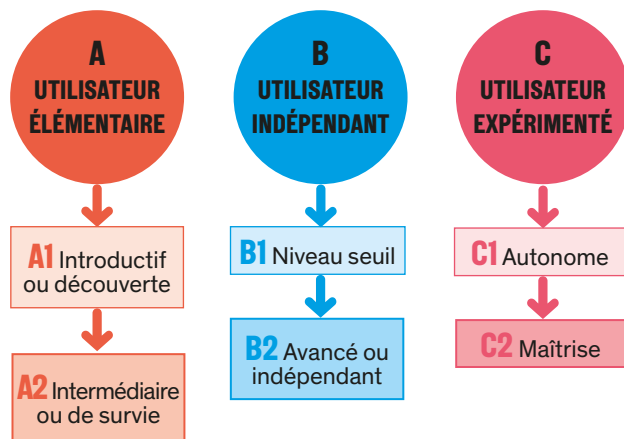 A
UTILISATEUR
ÉLÉMENTAIRE
A1 Introductif
ou découverte
A2 Intermédiaire
ou de survie
B
UTILISATEUR
INDÉPENDANT
B1 Niveau seuil
B2 Avancé ou
indépendant
C
UTILISATEUR
EXPÉRIMENTÉ
C1 Autonome
C2 Maîtrise